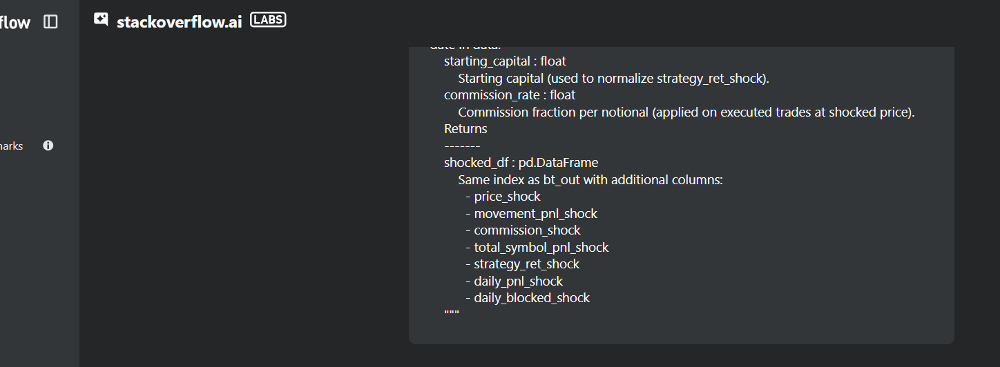 flow
stackoverflow.ai LABS
date in data.
starting_capital : float
Starting capital (used to normalize strategy_ret_shock).
commission_rate : float
Commission fraction per notional (applied on executed trades at shocked price).
Returns
-------
shocked_df : pd.DataFrame
Same index as bt_out with additional columns:
- price_shock
- movement_pnl_shock
- commission_shock
- total_symbol_pnl_shock
- strategy_ret_shock
- daily_pnl_shock
- daily_blocked_shock
"""
narks